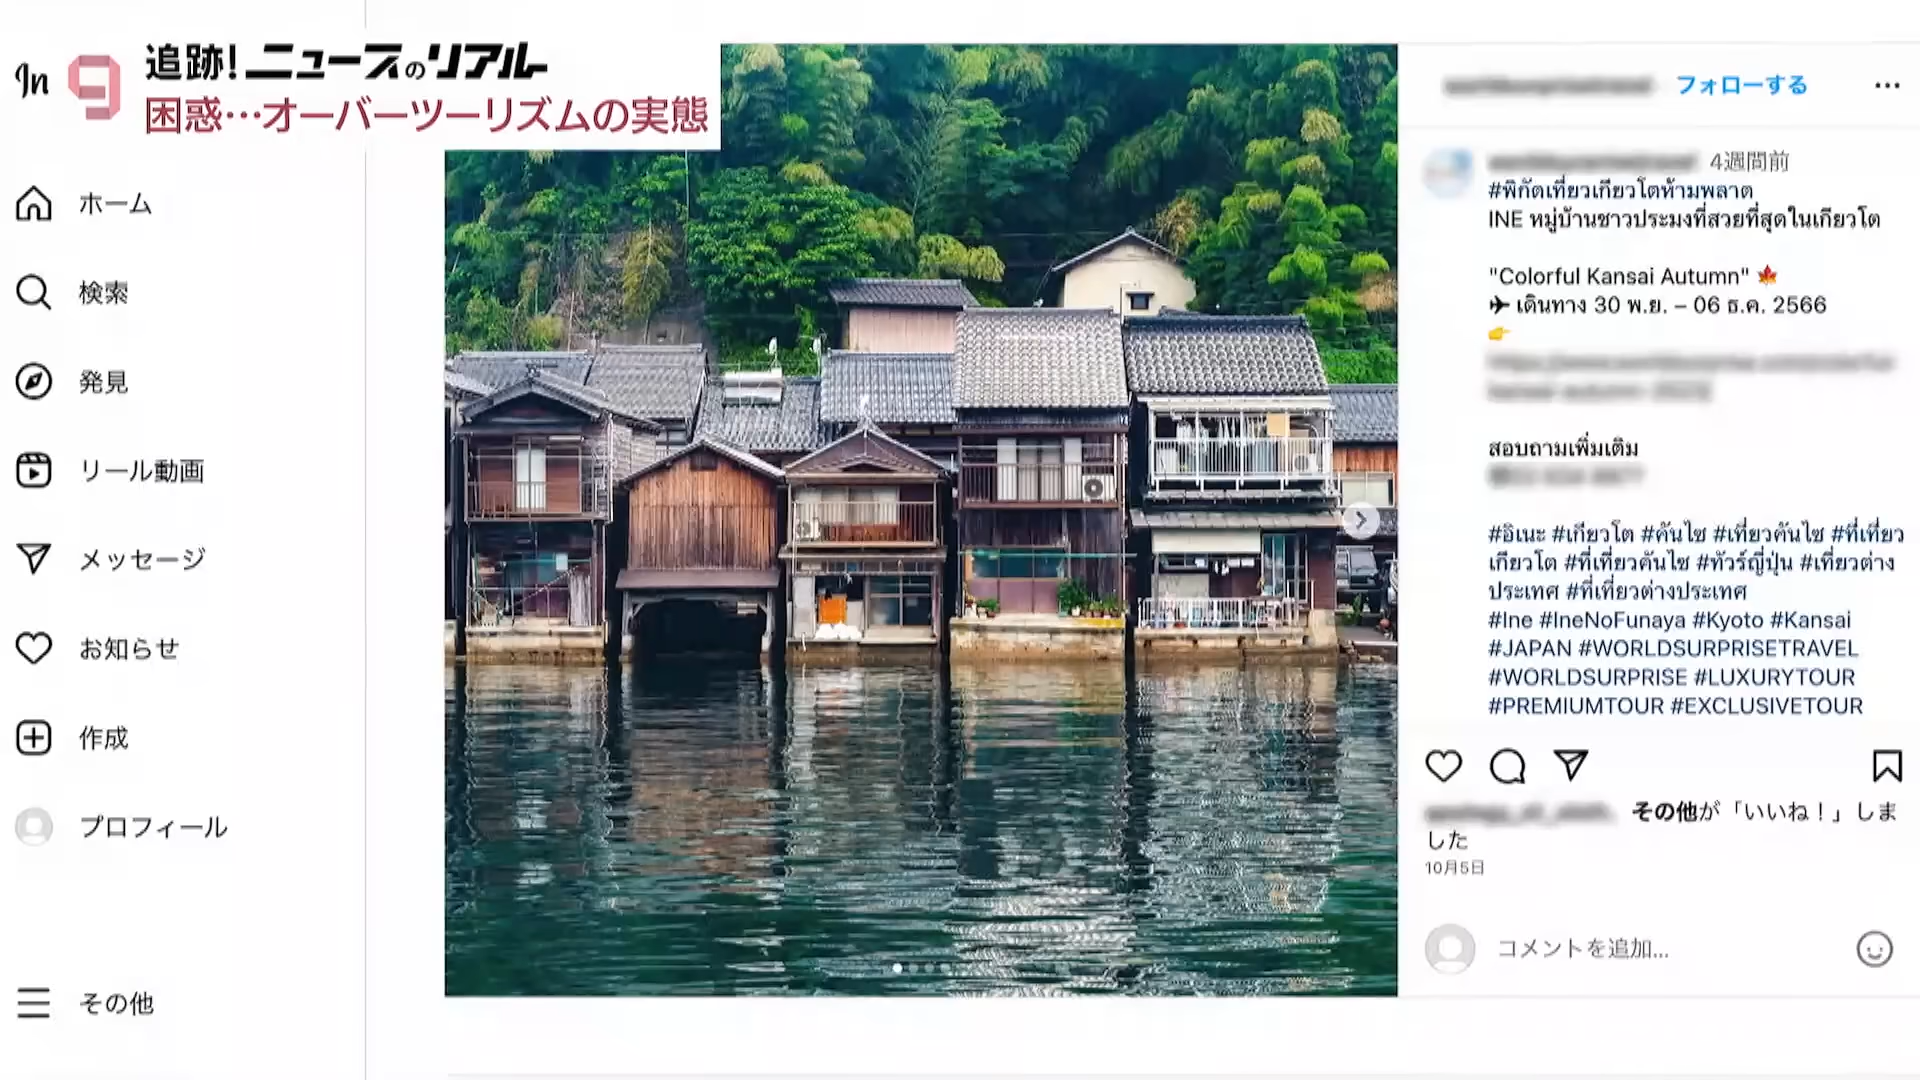 In
9
追跡！ニュースのリアル
困惑…オーバーツーリズムの実態
ホーム
検索
発見
リール動画
メッセージ
お知らせ
作成
プロフィール
その他
フォローする
4週間前
#พิกัดเที่ยวเกียวโตห้ามพลาด
INE หมู่บ้านชาวประมงที่สวยที่สุดในเกียวโต
"Colorful Kansai Autumn" 🍁
✈ เดินทาง 30 พ.ย. – 06 ธ.ค. 2566
👉
สอบถามเพิ่มเติม
#อิเนะ #เกียวโต #คันไซ #เที่ยวคันไซ #ที่เที่ยว
เกียวโต #ที่เที่ยวคันไซ #ทัวร์ญี่ปุ่น #เที่ยวต่าง
ประเทศ #ที่เที่ยวต่างประเทศ
#Ine #IneNoFunaya #Kyoto #Kansai
#JAPAN #WORLDSURPRISETRAVEL
#WORLDSURPRISE #LUXURYTOUR
#PREMIUMTOUR #EXCLUSIVETOUR
その他が「いいね！」しま
した
10月5日
コメントを追加...